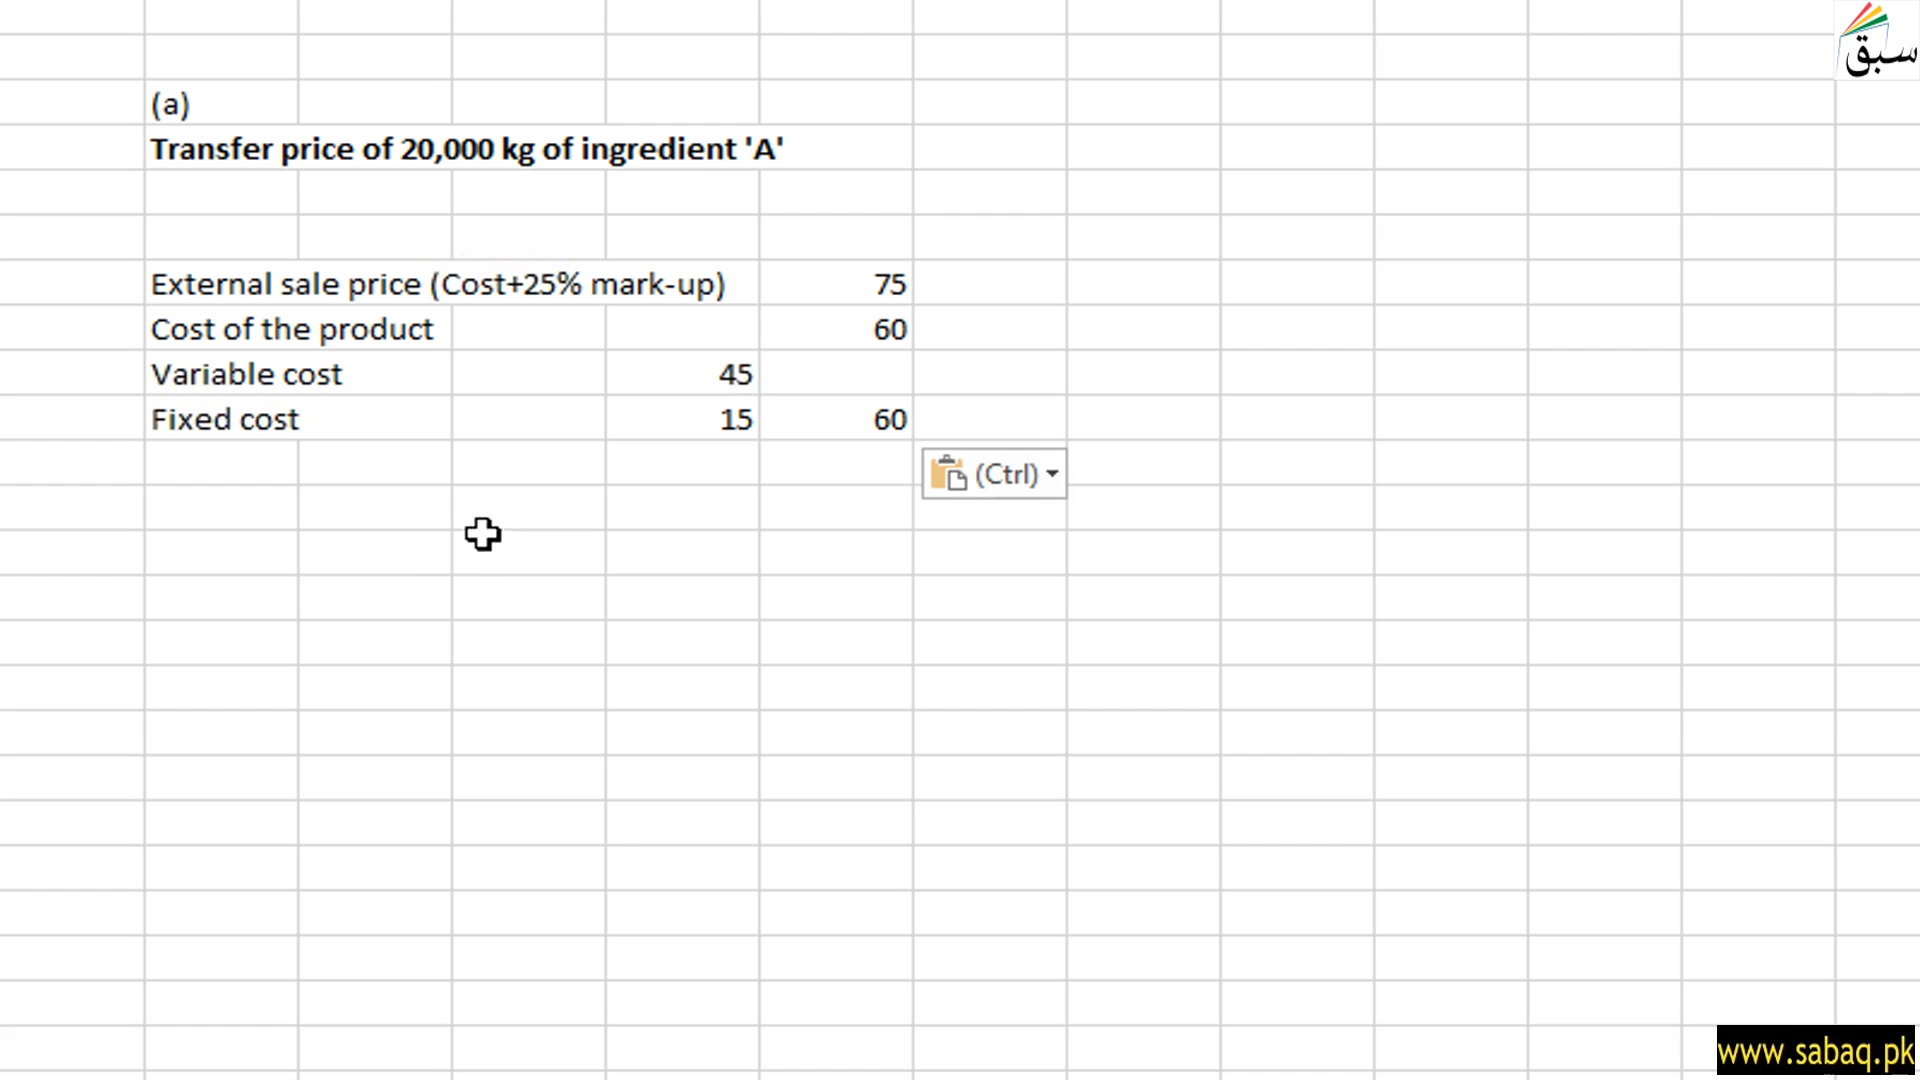 سبق
(a)
Transfer price of 20,000 kg of ingredient 'A'
External sale price (Cost+25% mark-up) 75
Cost of the product 60
Variable cost 45
Fixed cost 15 60
(Ctrl)
www.sabaq.pk